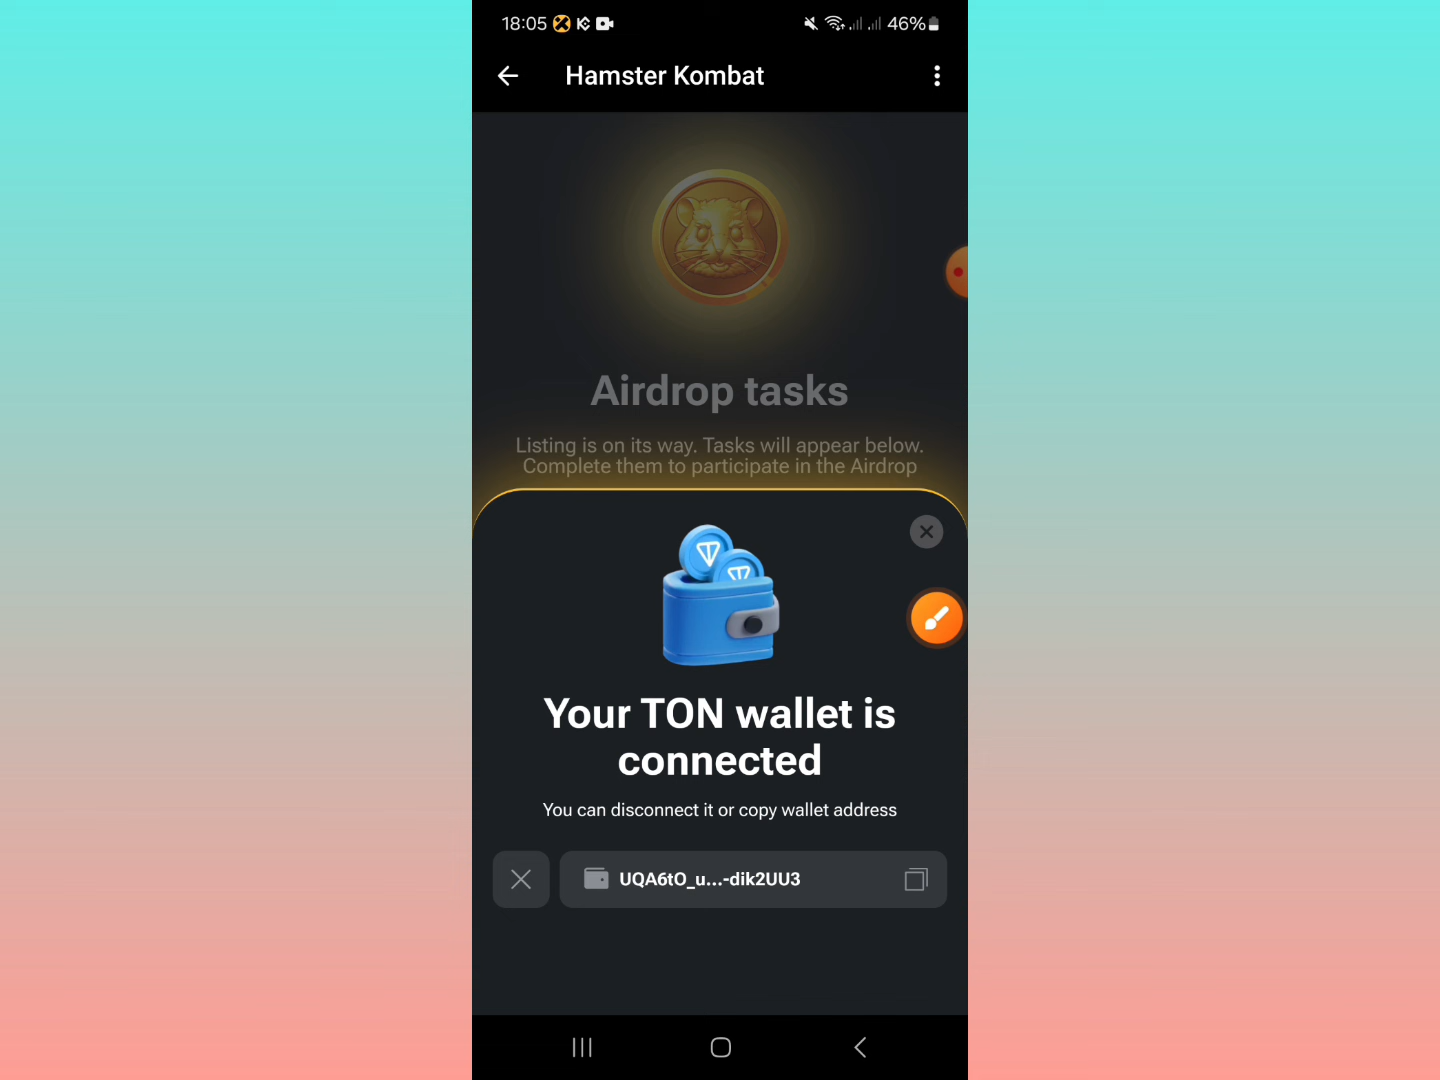 18:05
46%
Hamster Kombat
Airdrop tasks
Listing is on its way. Tasks will appear below.
Complete them to participate in the Airdrop
Your TON wallet is
connected
You can disconnect it or copy wallet address
UQA6tO_u...-dik2UU3